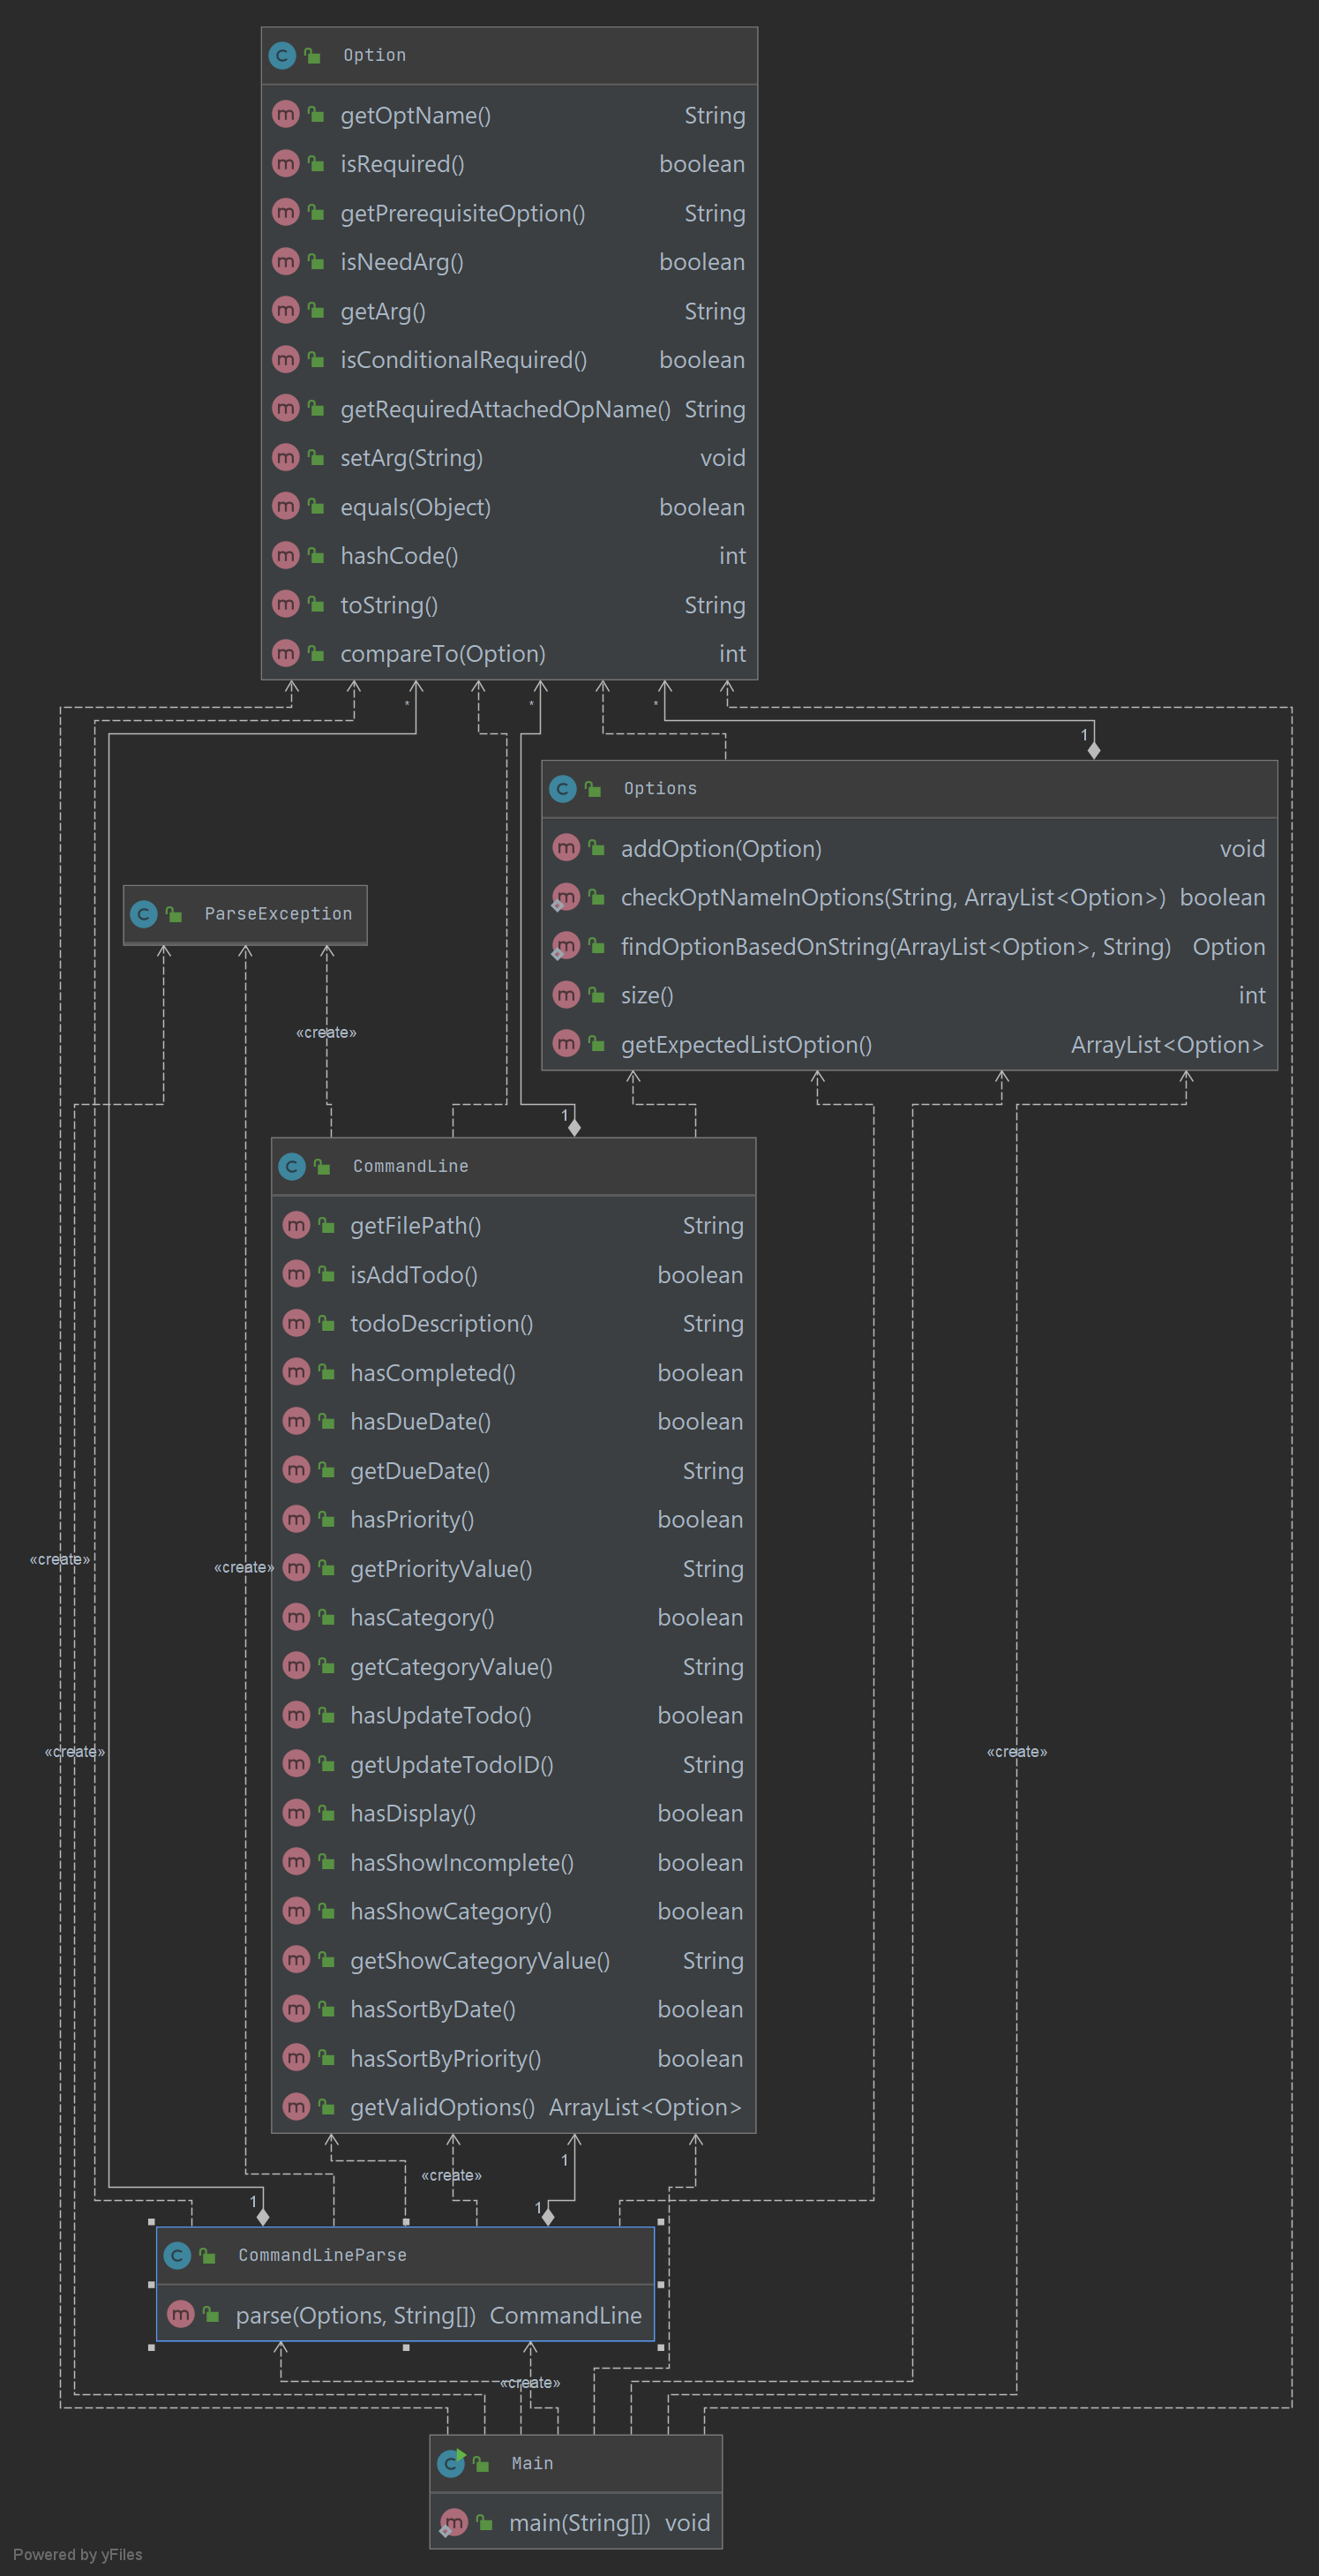 Option
getOptName() String
isRequired() boolean
getPrerequisiteOption() String
isNeedArg() boolean
getArg() String
isConditionalRequired() boolean
getRequiredAttachedOpName() String
setArg(String) void
equals(Object) boolean
hashCode() int
toString() String
compareTo(Option) int
* * *
1
Options
addOption(Option) void
checkOptNameInOptions(String, ArrayList<Option>) boolean
findOptionBasedOnString(ArrayList<Option>, String) Option
size() int
getExpectedListOption() ArrayList<Option>
ParseException
«create»
1
CommandLine
getFilePath() String
isAddTodo() boolean
todoDescription() String
hasCompleted() boolean
hasDueDate() boolean
getDueDate() String
hasPriority() boolean
getPriorityValue() String
hasCategory() boolean
getCategoryValue() String
hasUpdateTodo() boolean
getUpdateTodoID() String
hasDisplay() boolean
hasShowIncomplete() boolean
hasShowCategory() boolean
getShowCategoryValue() String
hasSortByDate() boolean
hasSortByPriority() boolean
getValidOptions() ArrayList<Option>
«create»
«create»
«create»
«create»
1
«create»
1
1
CommandLineParse
parse(Options, String[]) CommandLine
«create»
Main
main(String[]) void
Powered by yFiles